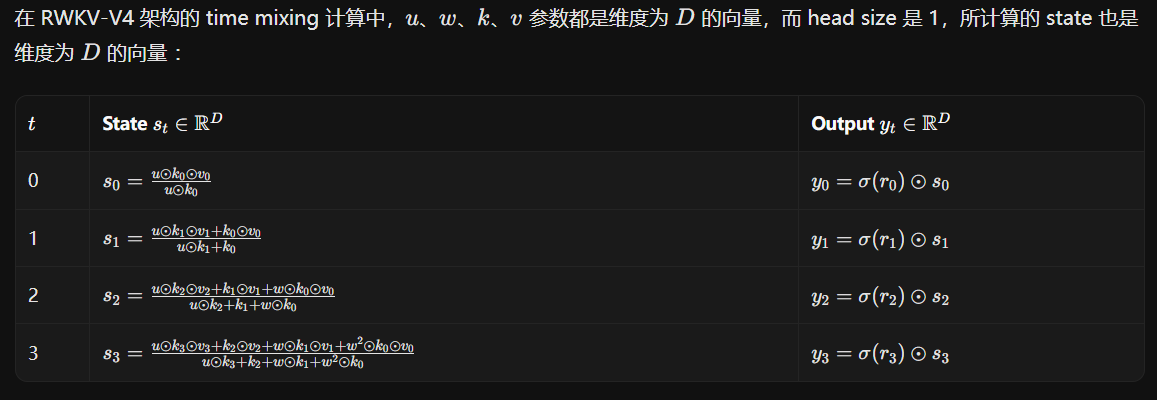 在 RWKV-V4 架构的 time mixing 计算中，u、w、k、v 参数都是维度为 D 的向量，而 head size 是 1，所计算的 state 也是
维度为 D 的向量：
t State $s_t \in \mathbb{R}^D$ Output $y_t \in \mathbb{R}^D$
0 $s_0 = \frac{u \odot k_0 \odot v_0}{u \odot k_0}$ $y_0 = \sigma(r_0) \odot s_0$
1 $s_1 = \frac{u \odot k_1 \odot v_1 + k_0 \odot v_0}{u \odot k_1 + k_0}$ $y_1 = \sigma(r_1) \odot s_1$
2 $s_2 = \frac{u \odot k_2 \odot v_2 + k_1 \odot v_1 + w \odot k_0 \odot v_0}{u \odot k_2 + k_1 + w \odot k_0}$ $y_2 = \sigma(r_2) \odot s_2$
3 $s_3 = \frac{u \odot k_3 \odot v_3 + k_2 \odot v_2 + w \odot k_1 \odot v_1 + w^2 \odot k_0 \odot v_0}{u \odot k_3 + k_2 + w \odot k_1 + w^2 \odot k_0}$ $y_3 = \sigma(r_3) \odot s_3$